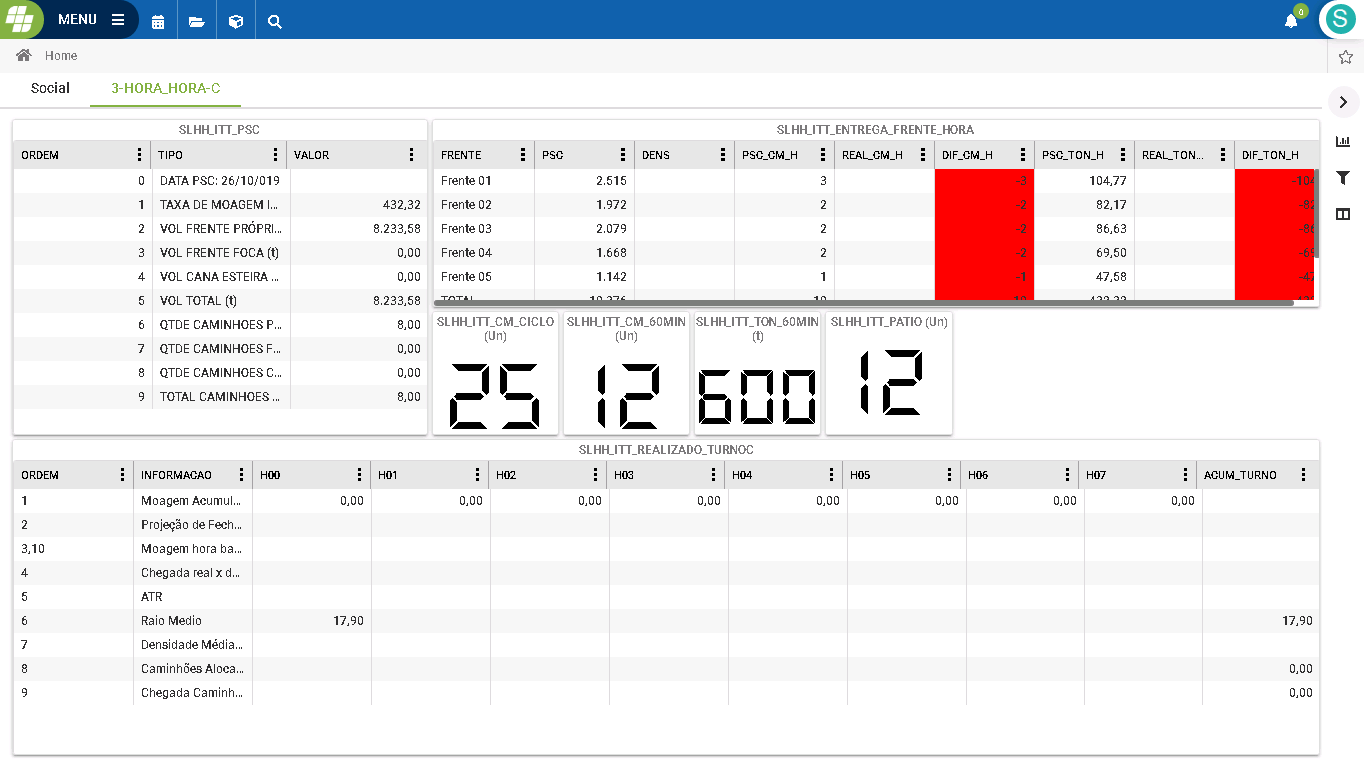 MENU
0
S
Home
Social
3-HORA_HORA-C
SLHH_ITT_PSC
ORDEM TIPO VALOR
0 DATA PSC: 26/10/019
1 TAXA DE MOAGEM I... 432,32
2 VOL FRENTE PRÓPRI... 8.233,58
3 VOL FRENTE FOCA (t) 0,00
4 VOL CANA ESTEIRA ... 0,00
5 VOL TOTAL (t) 8.233,58
6 QTDE CAMINHOES P... 8,00
7 QTDE CAMINHOES F... 0,00
8 QTDE CAMINHOES C... 0,00
9 TOTAL CAMINHOES ... 8,00
SLHH_ITT_ENTREGA_FRENTE_HORA
FRENTE PSC DENS PSC_CM_H REAL_CM_H DIF_CM_H PSC_TON_H REAL_TON... DIF_TON_H
Frente 01 2.515 3 -3 104,77 -104
Frente 02 1.972 2 -2 82,17 -82
Frente 03 2.079 2 -2 86,63 -86
Frente 04 1.668 2 -2 69,50 -69
Frente 05 1.142 1 -1 47,58 -47
TOTAL
SLHH_ITT_CM_CICLO
(Un)
25
SLHH_ITT_CM_60MIN
(Un)
12
SLHH_ITT_TON_60MIN
(t)
600
SLHH_ITT_PATIO (Un)
12
SLHH_ITT_REALIZADO_TURNOC
ORDEM INFORMACAO H00 H01 H02 H03 H04 H05 H06 H07 ACUM_TURNO
1 Moagem Acumul... 0,00 0,00 0,00 0,00 0,00 0,00 0,00 0,00
2 Projeção de Fech...
3,10 Moagem hora ba...
4 Chegada real x d...
5 ATR
6 Raio Medio 17,90 17,90
7 Densidade Média...
8 Caminhões Aloca... 0,00
9 Chegada Caminh... 0,00